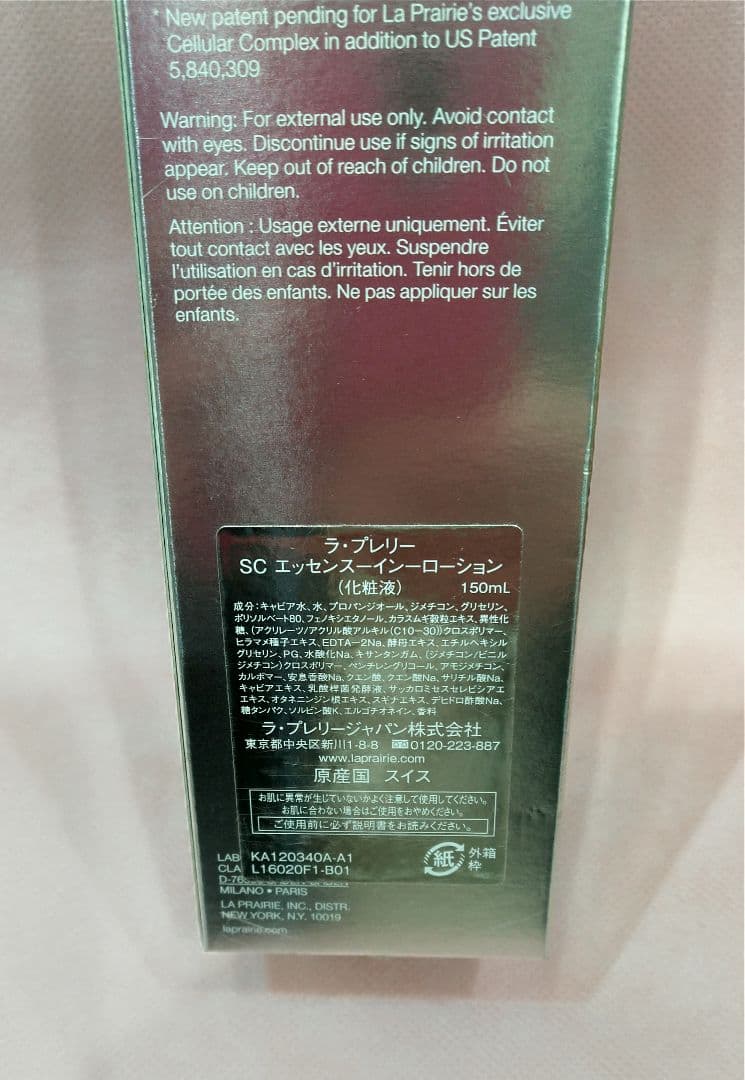 * New patent pending for La Prairie's exclusive
Cellular Complex in addition to US Patent
5,840,309
Warning: For external use only. Avoid contact
with eyes. Discontinue use if signs of irritation
appear. Keep out of reach of children. Do not
use on children.
Attention : Usage externe uniquement. Éviter
tout contact avec les yeux. Suspendre
l'utilisation en cas d'irritation. Tenir hors de
portée des enfants. Ne pas appliquer sur les
enfants.
ラ・プレリー
SC エッセンスーインーローション
(化粧液) 150mL
成分:キャビア水、水、プロパンジオール、ジメチコン、グリセリン、
ポリソルベート80、フェノキシエタノール、カラスムギ穀粒エキス、異性化
糖、(アクリレーツ/アクリル酸アルキル(C10-30))クロスポリマー、
ヒラマメ種子エキス、EDTA-2Na、酵母エキス、エチルヘキシル
グリセリン、PG、水酸化Na、キサンタンガム、(ジメチコン/ビニル
ジメチコン)クロスポリマー、ペンチレングリコール、アモジメチコン、
カルボマー、安息香酸Na、クエン酸、クエン酸Na、サリチル酸Na、
キャビアエキス、乳酸桿菌発酵液、サッカロミセスセレビシアエ
エキス、オタネニンジン根エキス、スギナエキス、デヒドロ酢酸Na、
糖タンパク、ソルビン酸K、エルゴチオネイン、香料
ラ・プレリージャパン株式会社
東京都中央区新川1-8-8 0120-223-887
www.laprairie.com
原産国 スイス
お肌に異常が生じていないかよく注意して使用してください。
お肌に合わない場合はご使用をおやめください。
ご使用前に必ず説明書をお読みください。
LAB KA120340A-A1
CLA L16020F1-B01
紙 外箱
枠
MILANO • PARIS
LA PRAIRIE, INC., DISTR.
NEW YORK, N.Y. 10019
laprairie.com